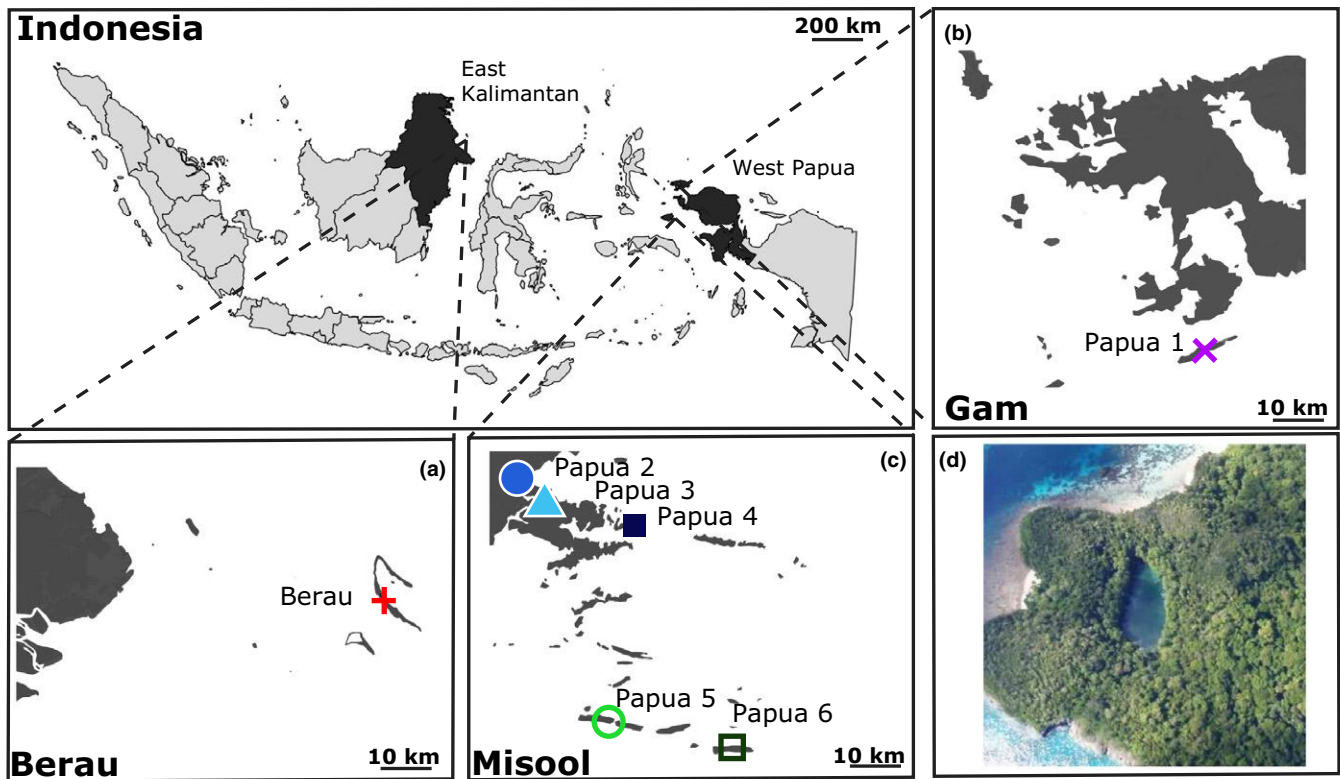 Indonesia
200 km
East
Kalimantan
West Papua
(b)
Papua 1
Gam
10 km
(a)
Berau
Berau
10 km
(c)
Papua 2
Papua 3
Papua 4
Papua 5
Papua 6
Misool
10 km
(d)